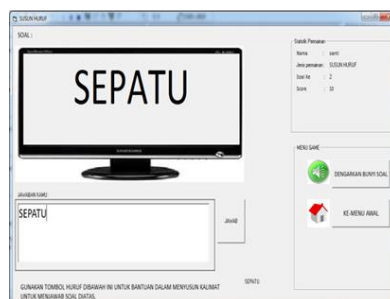 SUSUN HURUF
SOAL :
SEPATU
JAWABAN KAMU
SEPATU
JAWAB
GUNAKAN TOMBOL HURUF DIBAWAH INI UNTUK BANTUAN DALAM MENYUSUN KALIMAT
UNTUK MENJAWAB SOAL DIATAS.
SEPATU
Statistik Permainan
Nama :
Jenis permainan: SUSUN HURUF
Soal Ke : 2
Score : 10
MENU GAME
DENGARKAN BUNYI SOAL
KE-MENU AWAL